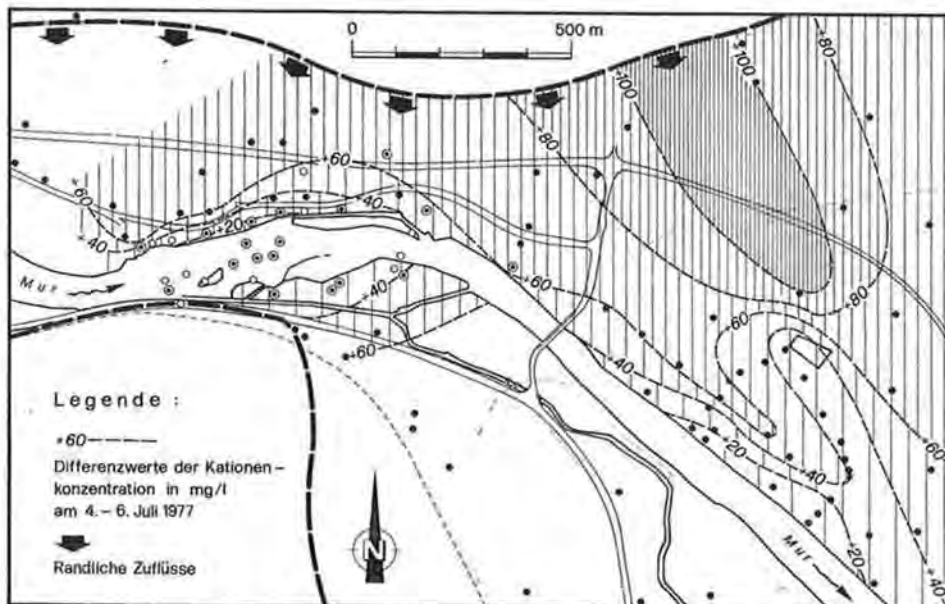 0 500 m
+80
+100
+100
+80
+60
+60
+40
+20
+40
+40
Mur
+40
+60
+60
+80
+60
+40
+20
+40
+60
+20
+40
Mur
Legende :
+60
Differenzwerte der Kationen-
konzentration in mg/l
am 4.– 6. Juli 1977
Randliche Zuflüsse
N